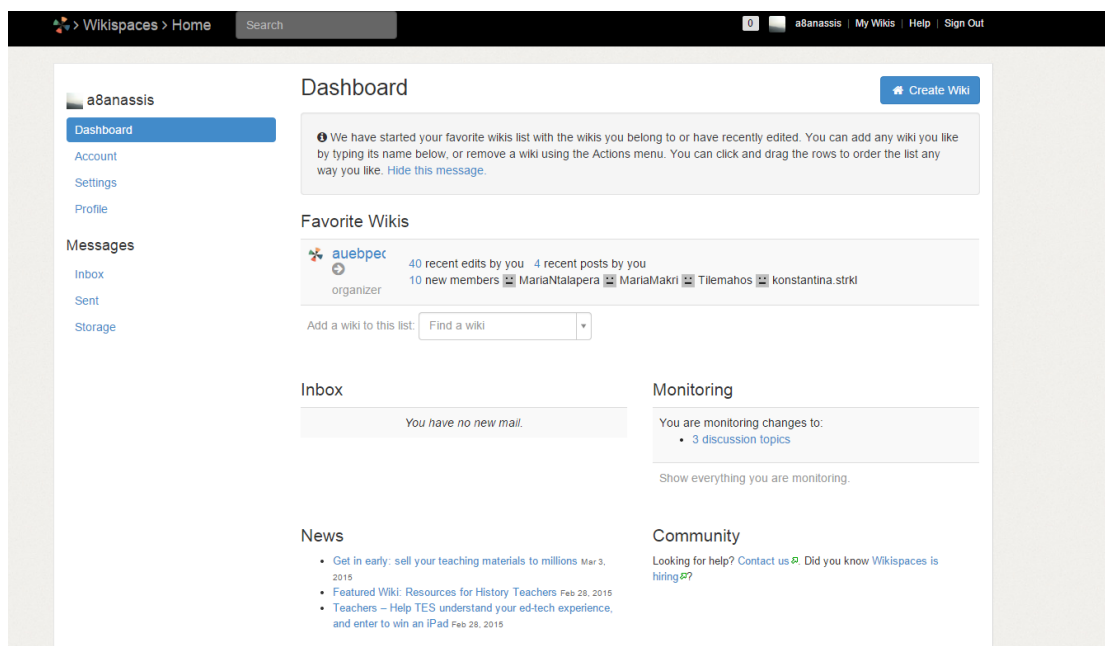 > Wikispaces > Home
Search
0 a8anassis | My Wikis | Help | Sign Out
a8anassis
Dashboard
Account
Settings
Profile
Messages
Inbox
Sent
Storage
Dashboard
Create Wiki
We have started your favorite wikis list with the wikis you belong to or have recently edited. You can add any wiki you like
by typing its name below, or remove a wiki using the Actions menu. You can click and drag the rows to order the list any
way you like. Hide this message.
Favorite Wikis
auebpec
organizer
40 recent edits by you 4 recent posts by you
10 new members MariaNtalapera MariaMakri Tilemahos konstantina.strkl
Add a wiki to this list: Find a wiki
Inbox
You have no new mail.
Monitoring
You are monitoring changes to:
• 3 discussion topics
Show everything you are monitoring.
News
• Get in early: sell your teaching materials to millions Mar 3,
2015
• Featured Wiki: Resources for History Teachers Feb 28, 2015
• Teachers – Help TES understand your ed-tech experience,
and enter to win an iPad Feb 28, 2015
Community
Looking for help? Contact us. Did you know Wikispaces is
hiring?